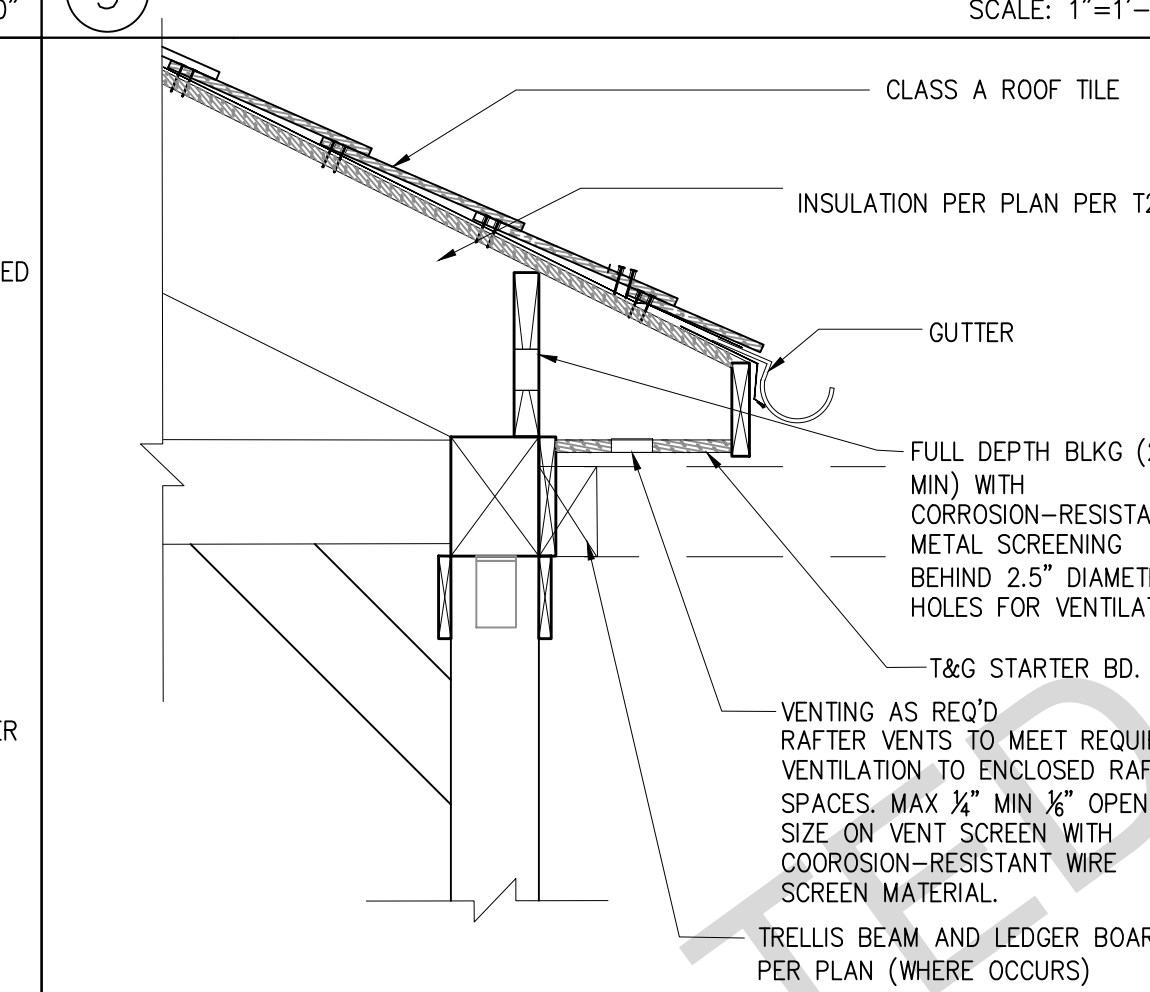 0"
SCALE: 1"=1'–
CLASS A ROOF TILE
INSULATION PER PLAN PER T2
ED
GUTTER
FULL DEPTH BLKG (2
MIN) WITH
CORROSION–RESISTA
METAL SCREENING
BEHIND 2.5" DIAMET
HOLES FOR VENTILAT
T&G STARTER BD.
ER
VENTING AS REQ'D
RAFTER VENTS TO MEET REQUI
VENTILATION TO ENCLOSED RAF
SPACES. MAX ¼" MIN ⅙" OPEN
SIZE ON VENT SCREEN WITH
COOROSION–RESISTANT WIRE
SCREEN MATERIAL.
TRELLIS BEAM AND LEDGER BOAR
PER PLAN (WHERE OCCURS)
TED